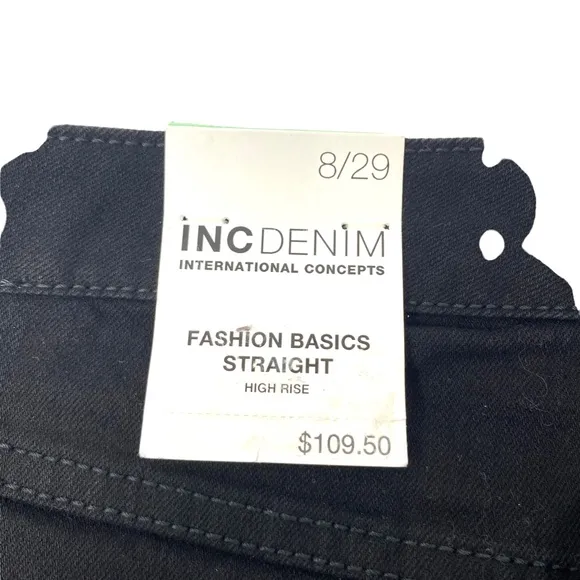 8/29
INCDENIM
INTERNATIONAL CONCEPTS
FASHION BASICS
STRAIGHT
HIGH RISE
$109.50